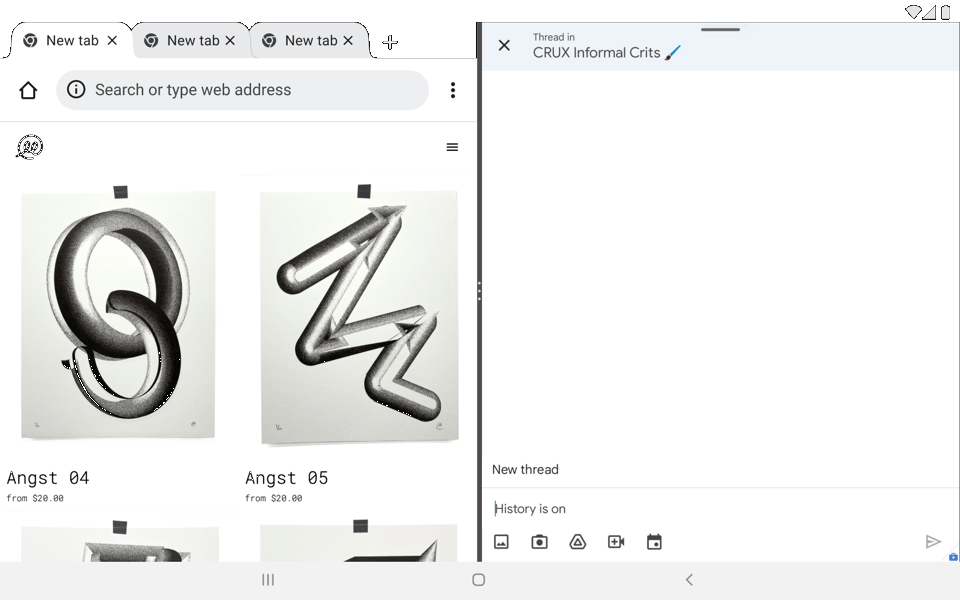 New tab
New tab
New tab
Search or type web address
Angst 04
from $20.00
Angst 05
from $20.00
Thread in
CRUX Informal Crits 🖌️
New thread
History is on